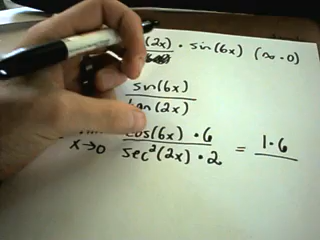 (2x) · sin(6x) (∞·0)
sin(6x)
tan(2x)
x→0 cos(6x)·6 / sec²(2x)·2 = 1·6